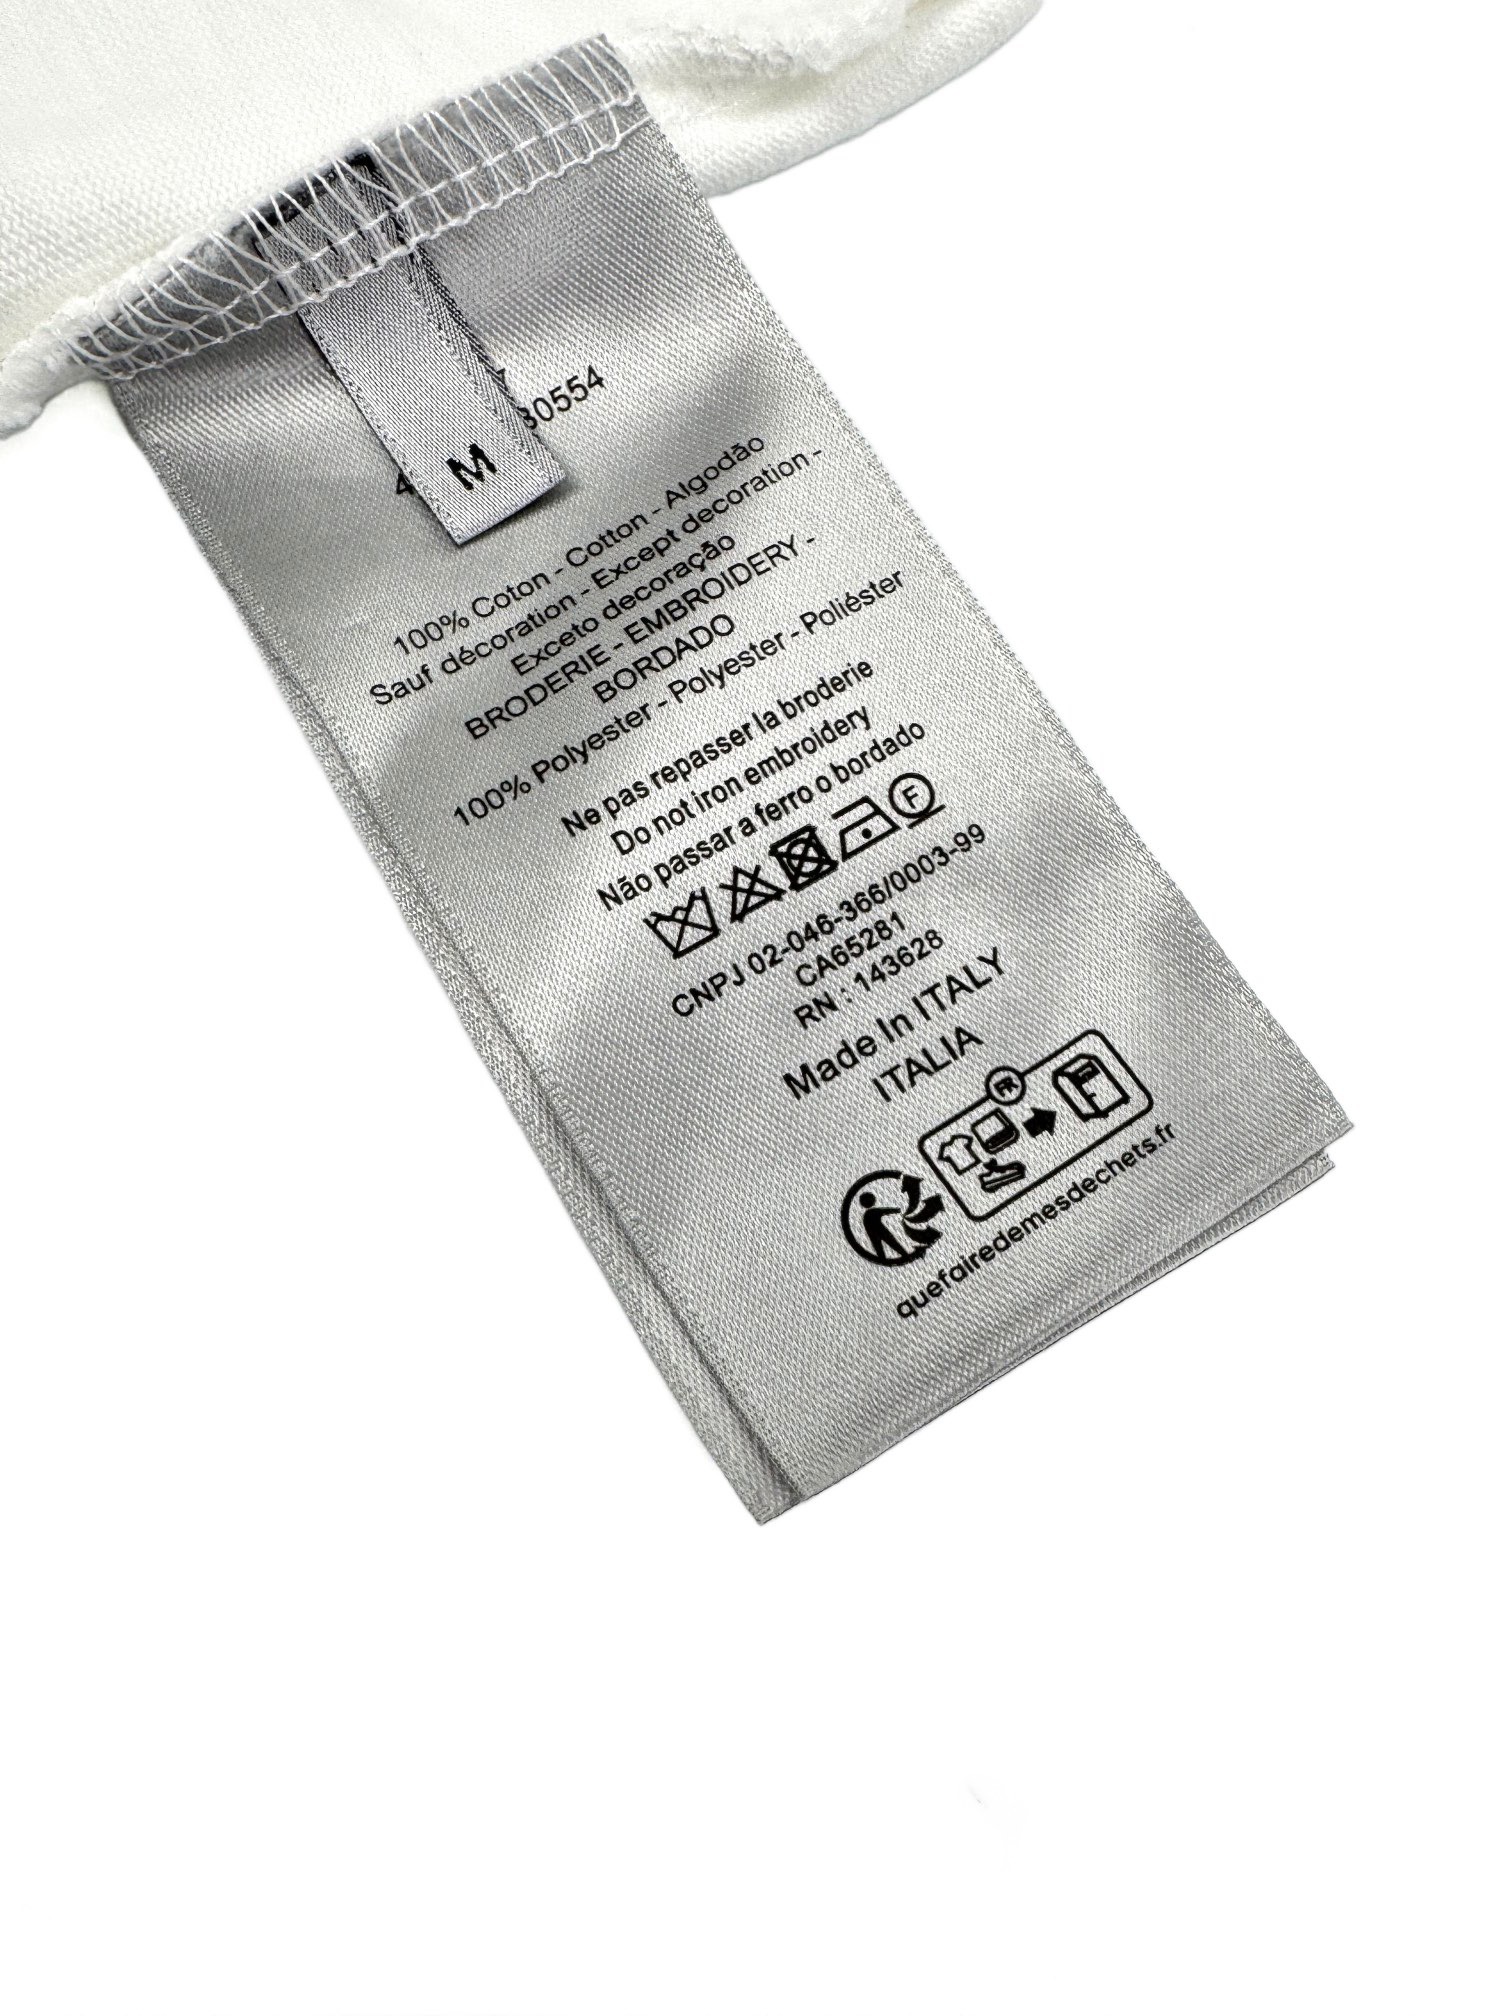 M
30554
100% Coton - Cotton - Algodão
Sauf décoration - Except decoration -
Exceto decoração
BRODERIE - EMBROIDERY -
BORDADO
100% Polyester - Polyester - Poliéster
Ne pas repasser la broderie
Do not iron embroidery
Não passar a ferro o bordado
F
CNPJ 02-046-366/0003-99
CA65281
RN : 143628
Made In ITALY
ITALIA
FR
quefairedemesdechets.fr